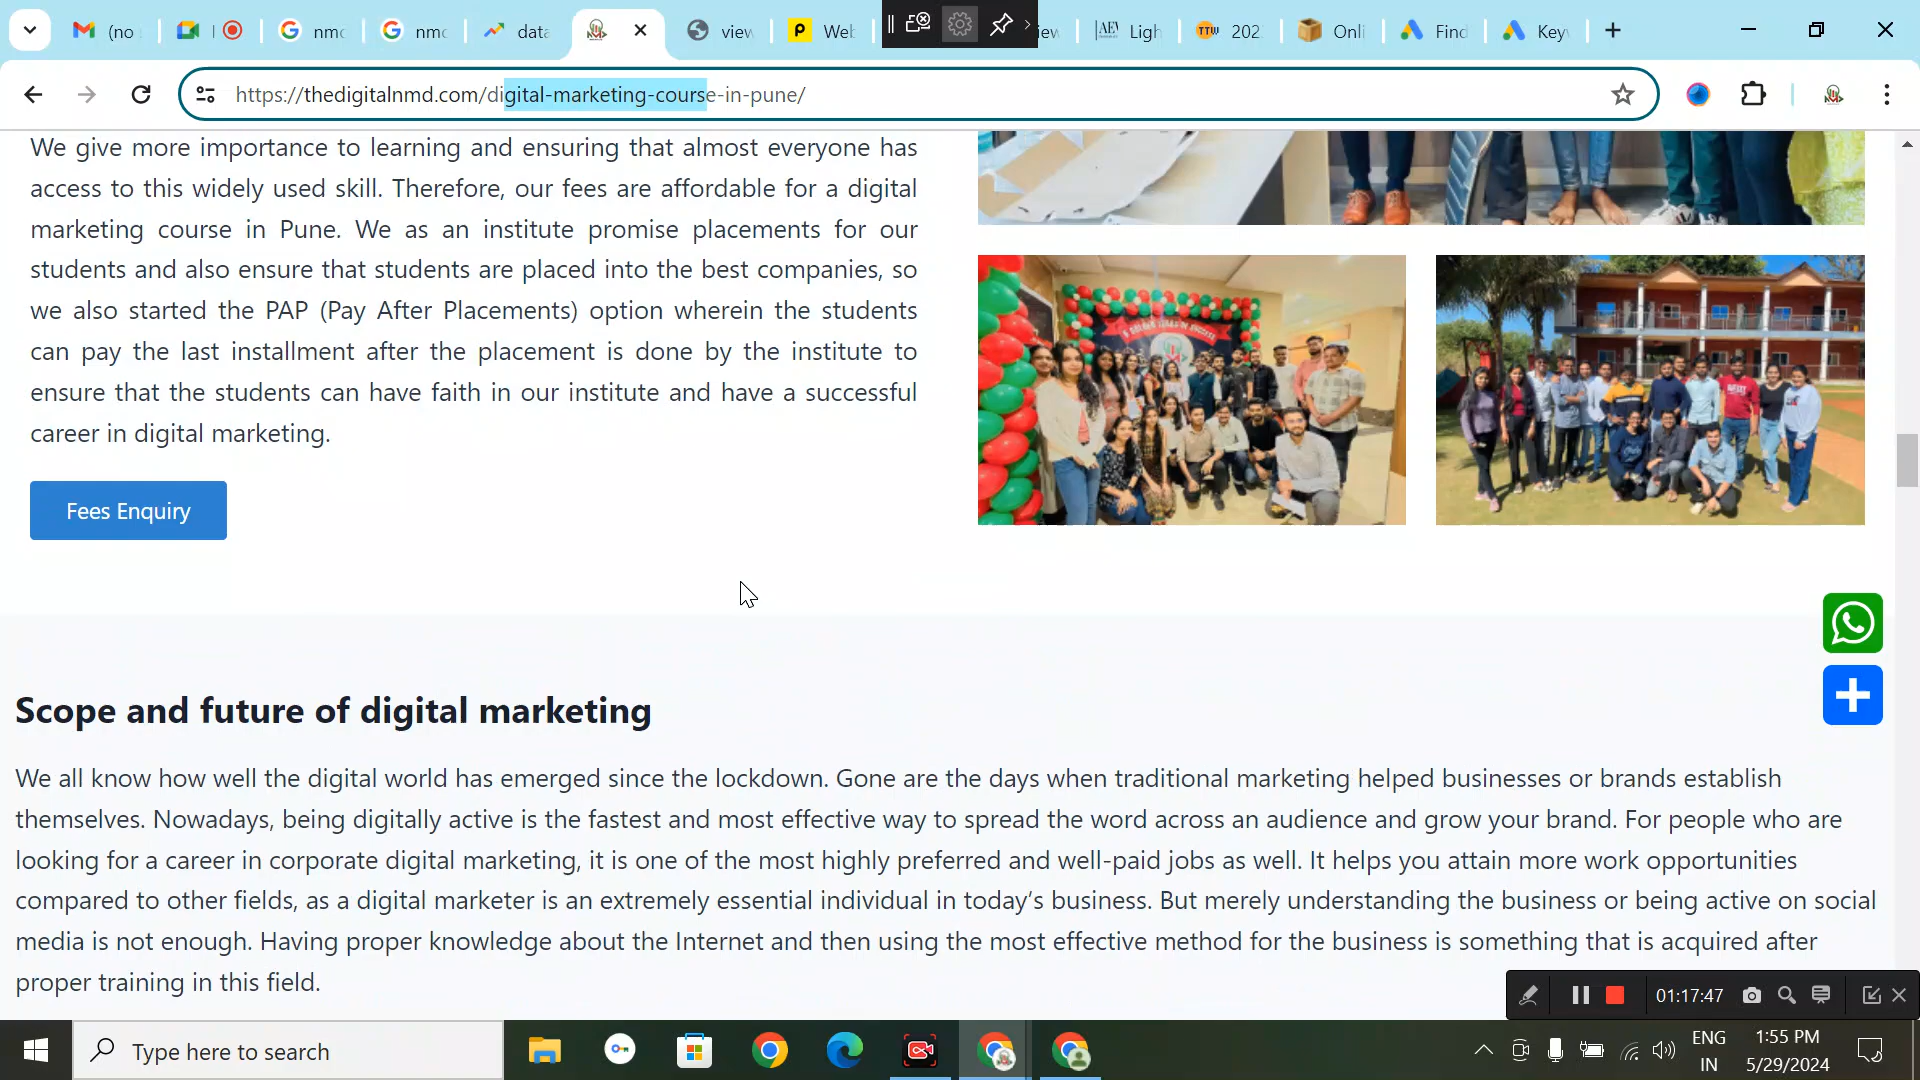 (no
nmc
nmc
data
view
Web
iew
Ligh
TTW 202
Onli
Find
Key
https://thedigitalnmd.com/digital-marketing-course-in-pune/
We give more importance to learning and ensuring that almost everyone has
access to this widely used skill. Therefore, our fees are affordable for a digital
marketing course in Pune. We as an institute promise placements for our
students and also ensure that students are placed into the best companies, so
we also started the PAP (Pay After Placements) option wherein the students
can pay the last installment after the placement is done by the institute to
ensure that the students can have faith in our institute and have a successful
career in digital marketing.
Fees Enquiry
Scope and future of digital marketing
We all know how well the digital world has emerged since the lockdown. Gone are the days when traditional marketing helped businesses or brands establish
themselves. Nowadays, being digitally active is the fastest and most effective way to spread the word across an audience and grow your brand. For people who are
looking for a career in corporate digital marketing, it is one of the most highly preferred and well-paid jobs as well. It helps you attain more work opportunities
compared to other fields, as a digital marketer is an extremely essential individual in today’s business. But merely understanding the business or being active on social
media is not enough. Having proper knowledge about the Internet and then using the most effective method for the business is something that is acquired after
proper training in this field.
01:17:47
Type here to search
ENG
IN
1:55 PM
5/29/2024